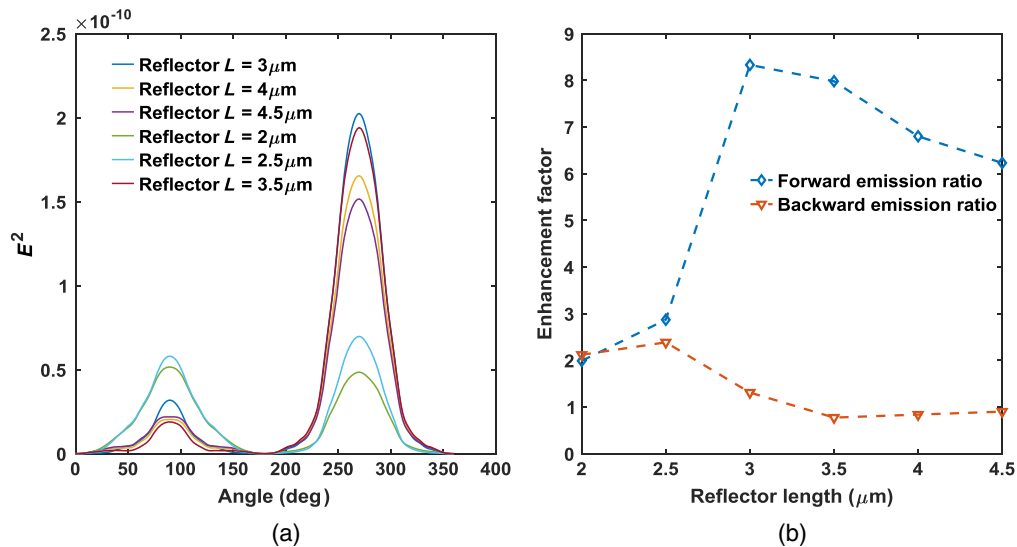 ×10⁻¹⁰
2.5
2
1.5
1
0.5
0
0 50 100 150 200 250 300 350 400
E²
Angle (deg)
Reflector L = 3μm
Reflector L = 4μm
Reflector L = 4.5μm
Reflector L = 2μm
Reflector L = 2.5μm
Reflector L = 3.5μm
(a)
9
8
7
6
5
4
3
2
1
0
2 2.5 3 3.5 4 4.5
Enhancement factor
Reflector length (μm)
Forward emission ratio
Backward emission ratio
(b)